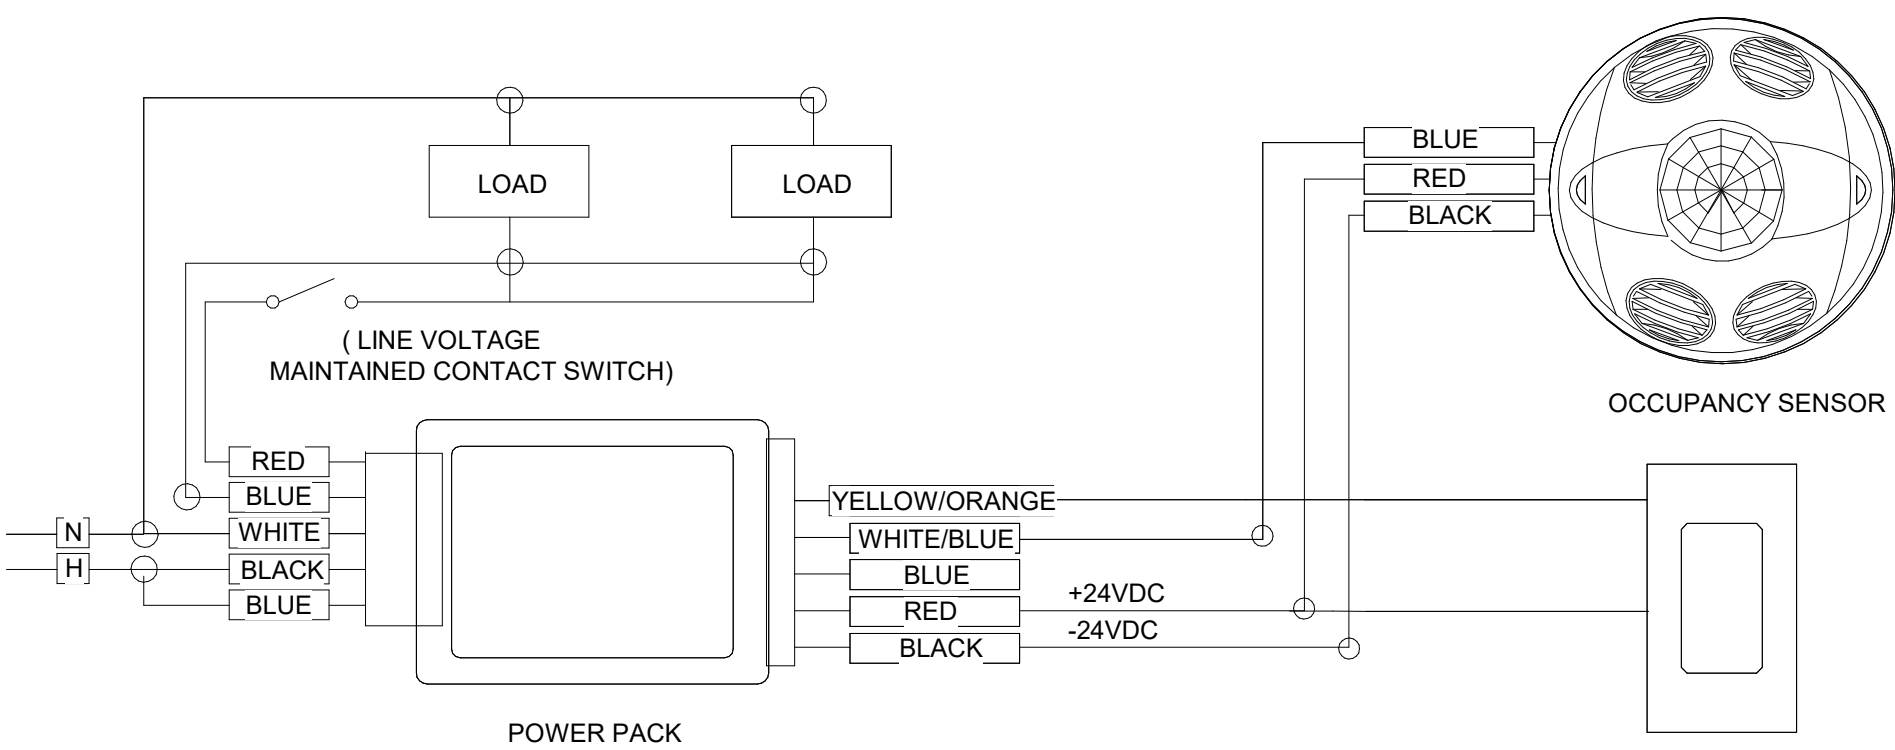 LOAD
LOAD
( LINE VOLTAGE
MAINTAINED CONTACT SWITCH)
BLUE
RED
BLACK
OCCUPANCY SENSOR
RED
BLUE
N
WHITE
H
BLACK
BLUE
YELLOW/ORANGE
WHITE/BLUE
BLUE
RED
+24VDC
BLACK
-24VDC
POWER PACK